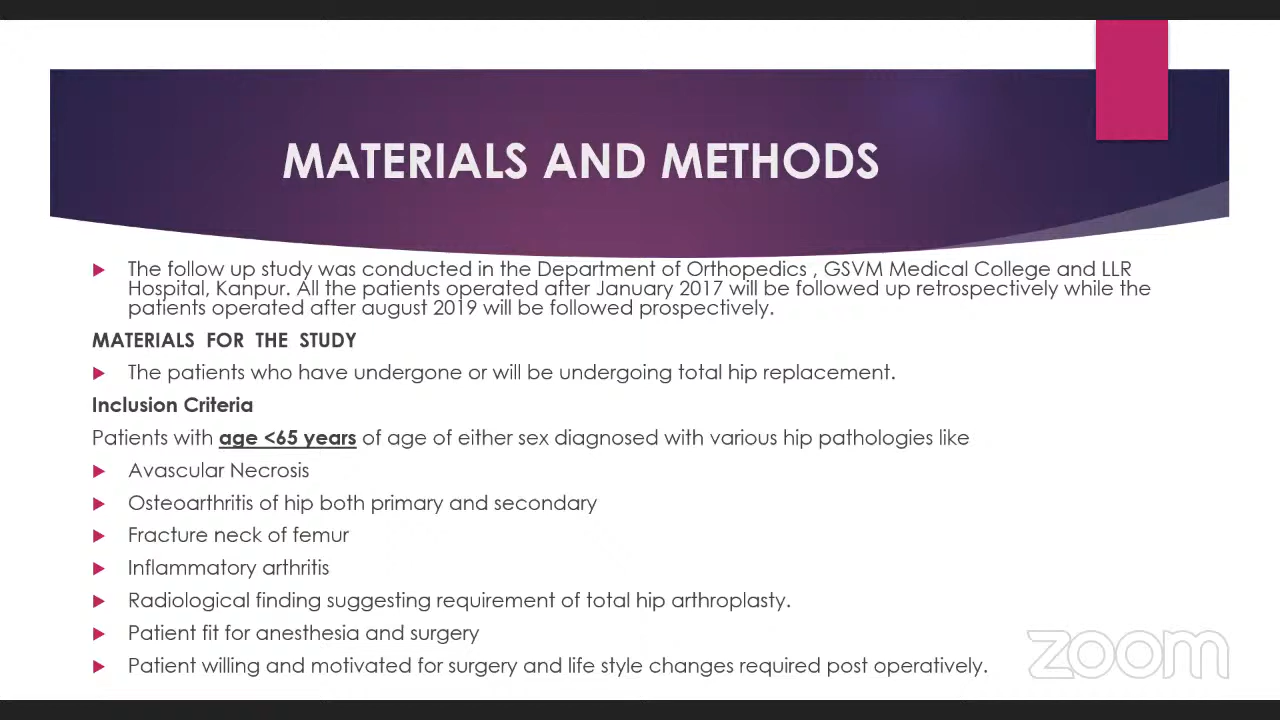 MATERIALS AND METHODS
The follow up study was conducted in the Department of Orthopedics , GSVM Medical College and LLR
Hospital, Kanpur. All the patients operated after January 2017 will be followed up retrospectively while the
patients operated after august 2019 will be followed prospectively.
MATERIALS FOR THE STUDY
The patients who have undergone or will be undergoing total hip replacement.
Inclusion Criteria
Patients with age <65 years of age of either sex diagnosed with various hip pathologies like
Avascular Necrosis
Osteoarthritis of hip both primary and secondary
Fracture neck of femur
Inflammatory arthritis
Radiological finding suggesting requirement of total hip arthroplasty.
Patient fit for anesthesia and surgery
Patient willing and motivated for surgery and life style changes required post operatively.
zoom